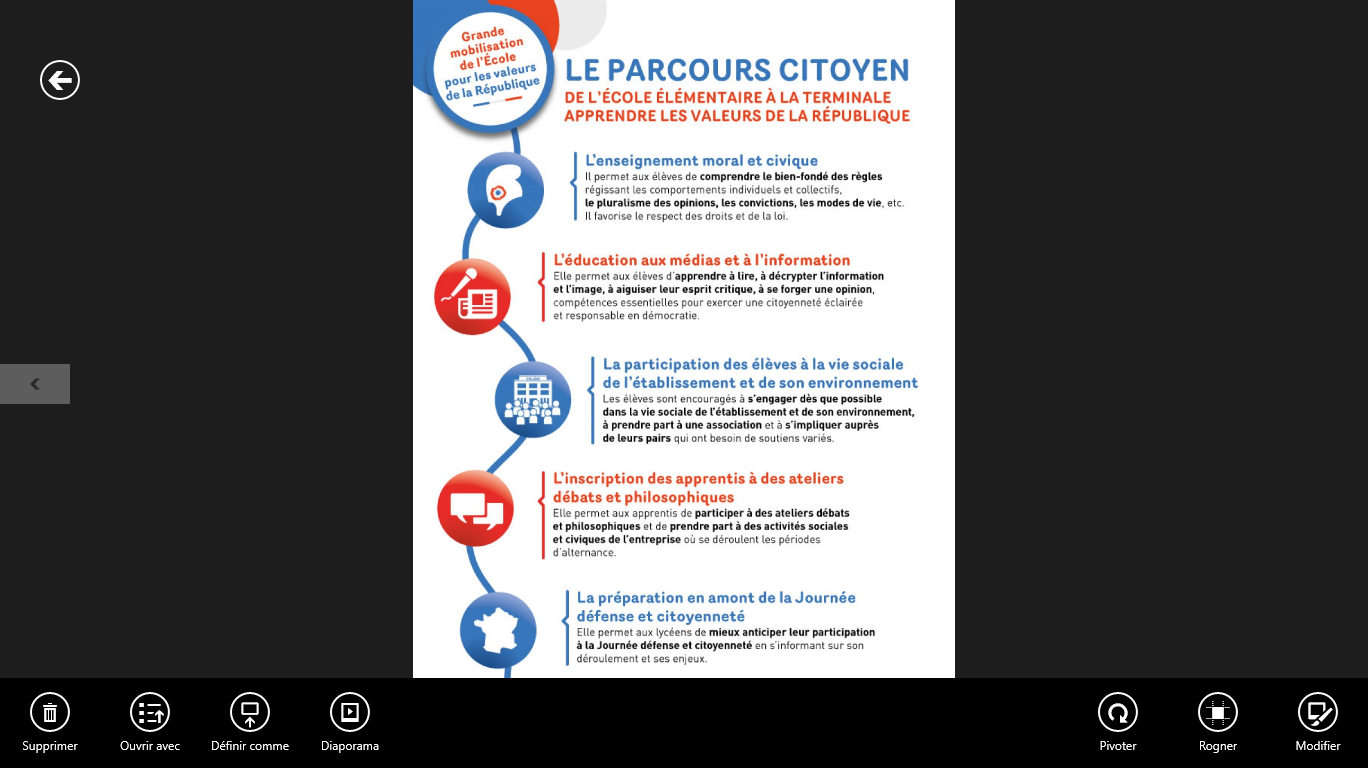 Grande
mobilisation
de l'École
pour les valeurs
de la République
LE PARCOURS CITOYEN
DE L'ÉCOLE ÉLÉMENTAIRE À LA TERMINALE
APPRENDRE LES VALEURS DE LA RÉPUBLIQUE
L'enseignement moral et civique
Il permet aux élèves de comprendre le bien-fondé des règles
régissant les comportements individuels et collectifs,
le pluralisme des opinions, les convictions, les modes de vie, etc.
Il favorise le respect des droits et de la loi.
L'éducation aux médias et à l'information
Elle permet aux élèves d'apprendre à lire, à décrypter l'information
et l'image, à aiguiser leur esprit critique, à se forger une opinion,
compétences essentielles pour exercer une citoyenneté éclairée
et responsable en démocratie.
La participation des élèves à la vie sociale
de l'établissement et de son environnement
Les élèves sont encouragés à s'engager dès que possible
dans la vie sociale de l'établissement et de son environnement,
à prendre part à une association et à s'impliquer auprès
de leurs pairs qui ont besoin de soutiens variés.
L'inscription des apprentis à des ateliers
débats et philosophiques
Elle permet aux apprentis de participer à des ateliers débats
et philosophiques et de prendre part à des activités sociales
et civiques de l'entreprise où se déroulent les périodes
d'alternance.
La préparation en amont de la Journée
défense et citoyenneté
Elle permet aux lycéens de mieux anticiper leur participation
à la Journée défense et citoyenneté en s'informant sur son
déroulement et ses enjeux.
Supprimer
Ouvrir avec
Définir comme
Diaporama
Pivoter
Rogner
Modifier